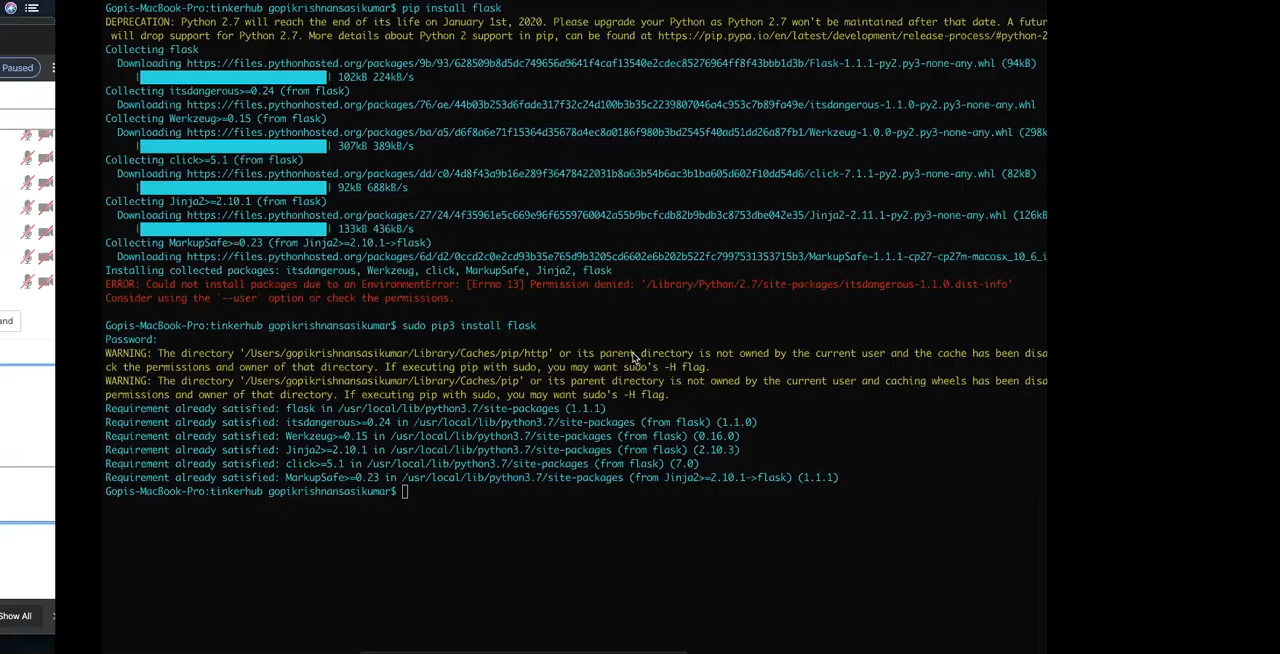 Gopis-MacBook-Pro:tinkerhub gopikrishnansasikumar$ pip install flask
DEPRECATION: Python 2.7 will reach the end of its life on January 1st, 2020. Please upgrade your Python as Python 2.7 won't be maintained after that date. A futur
will drop support for Python 2.7. More details about Python 2 support in pip, can be found at https://pip.pypa.io/en/latest/development/release-process/#python-2
Collecting flask
Downloading https://files.pythonhosted.org/packages/9b/93/628509b8d5dc749656a9641f4caf13540e2cdec85276964ff8f43bbb1d3b/Flask-1.1.1-py2.py3-none-any.whl (94kB)
Paused
| 102kB 224kB/s
Collecting itsdangerous>=0.24 (from flask)
Downloading https://files.pythonhosted.org/packages/76/ae/44b03b253d6fade317f32c24d100b3b35c2239807046a4c953c7b89fa49e/itsdangerous-1.1.0-py2.py3-none-any.whl
Collecting Werkzeug>=0.15 (from flask)
Downloading https://files.pythonhosted.org/packages/ba/a5/d6f8a6e71f15364d35678a4ec8a0186f980b3bd2545f40ad51dd26a87fb1/Werkzeug-1.0.0-py2.py3-none-any.whl (298k
| 307kB 389kB/s
Collecting click>=5.1 (from flask)
Downloading https://files.pythonhosted.org/packages/dd/c0/4d8f43a9b16e289f36478422031b8a63b54b6ac3b1ba605d602f10dd54d6/click-7.1.1-py2.py3-none-any.whl (82kB)
| 92kB 688kB/s
Collecting Jinja2>=2.10.1 (from flask)
Downloading https://files.pythonhosted.org/packages/27/24/4f35961e5c669e96f6559760042a55b9bcfcdb82b9bdb3c8753dbe042e35/Jinja2-2.11.1-py2.py3-none-any.whl (126kB
| 133kB 436kB/s
Collecting MarkupSafe>=0.23 (from Jinja2>=2.10.1->flask)
Downloading https://files.pythonhosted.org/packages/6d/d2/0ccd2c0e2cd93b35e765d9b3205cd6602e6b202b522fc7997531353715b3/MarkupSafe-1.1.1-cp27-cp27m-macosx_10_6_i
Installing collected packages: itsdangerous, Werkzeug, click, MarkupSafe, Jinja2, flask
ERROR: Could not install packages due to an EnvironmentError: [Errno 13] Permission denied: '/Library/Python/2.7/site-packages/itsdangerous-1.1.0.dist-info'
Consider using the `--user` option or check the permissions.
and
Gopis-MacBook-Pro:tinkerhub gopikrishnansasikumar$ sudo pip3 install flask
Password:
WARNING: The directory '/Users/gopikrishnansasikumar/Library/Caches/pip/http' or its parent directory is not owned by the current user and the cache has been disa
ck the permissions and owner of that directory. If executing pip with sudo, you may want sudo's -H flag.
WARNING: The directory '/Users/gopikrishnansasikumar/Library/Caches/pip' or its parent directory is not owned by the current user and caching wheels has been disa
permissions and owner of that directory. If executing pip with sudo, you may want sudo's -H flag.
Requirement already satisfied: flask in /usr/local/lib/python3.7/site-packages (1.1.1)
Requirement already satisfied: itsdangerous>=0.24 in /usr/local/lib/python3.7/site-packages (from flask) (1.1.0)
Requirement already satisfied: Werkzeug>=0.15 in /usr/local/lib/python3.7/site-packages (from flask) (0.16.0)
Requirement already satisfied: Jinja2>=2.10.1 in /usr/local/lib/python3.7/site-packages (from flask) (2.10.3)
Requirement already satisfied: click>=5.1 in /usr/local/lib/python3.7/site-packages (from flask) (7.0)
Requirement already satisfied: MarkupSafe>=0.23 in /usr/local/lib/python3.7/site-packages (from Jinja2>=2.10.1->flask) (1.1.1)
Gopis-MacBook-Pro:tinkerhub gopikrishnansasikumar$
Show All